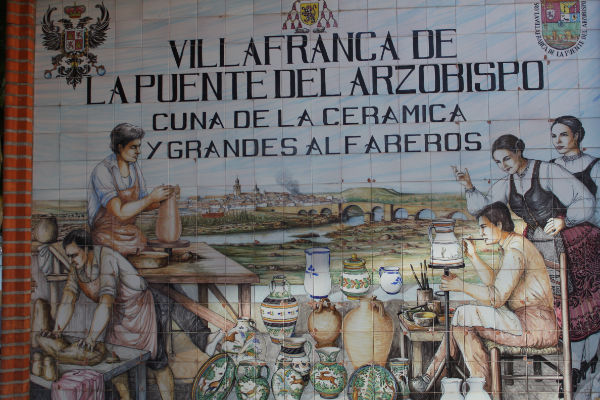 VILLAFRANCA DE
LA PUENTE DEL ARZOBISPO
CUNA DE LA CERAMICA
Y GRANDES ALFAREROS